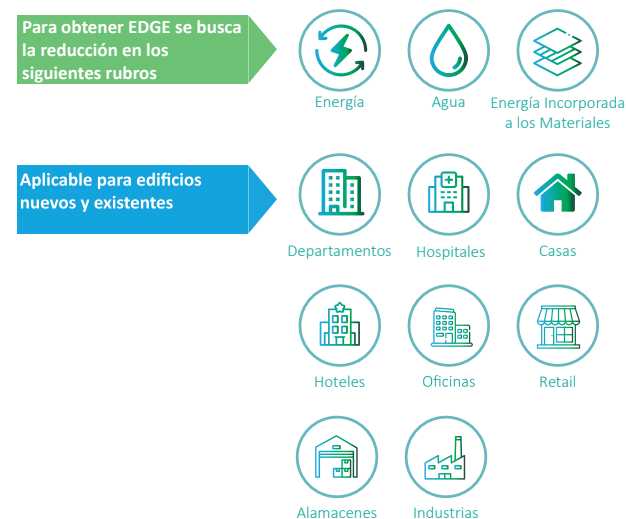 Para obtener EDGE se busca
la reducción en los
siguientes rubros
Energía
Agua
Energía Incorporada
a los Materiales
Aplicable para edificios
nuevos y existentes
Departamentos
Hospitales
Casas
Hoteles
Oficinas
Retail
Alamacenes
Industrias